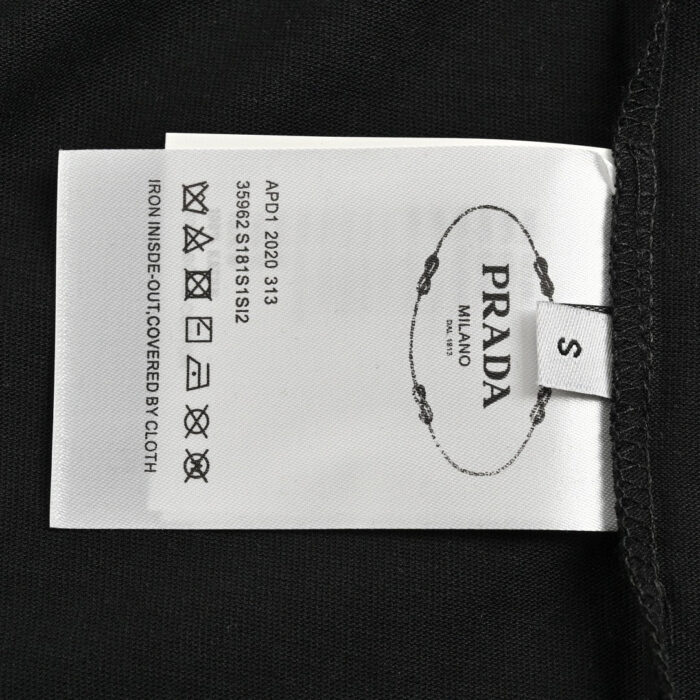 PRADA
MILANO
DAL 1913
S
APD1 2020 313
35962 S181S1SI2
IRON INISDE-OUT,COVERED BY CLOTH